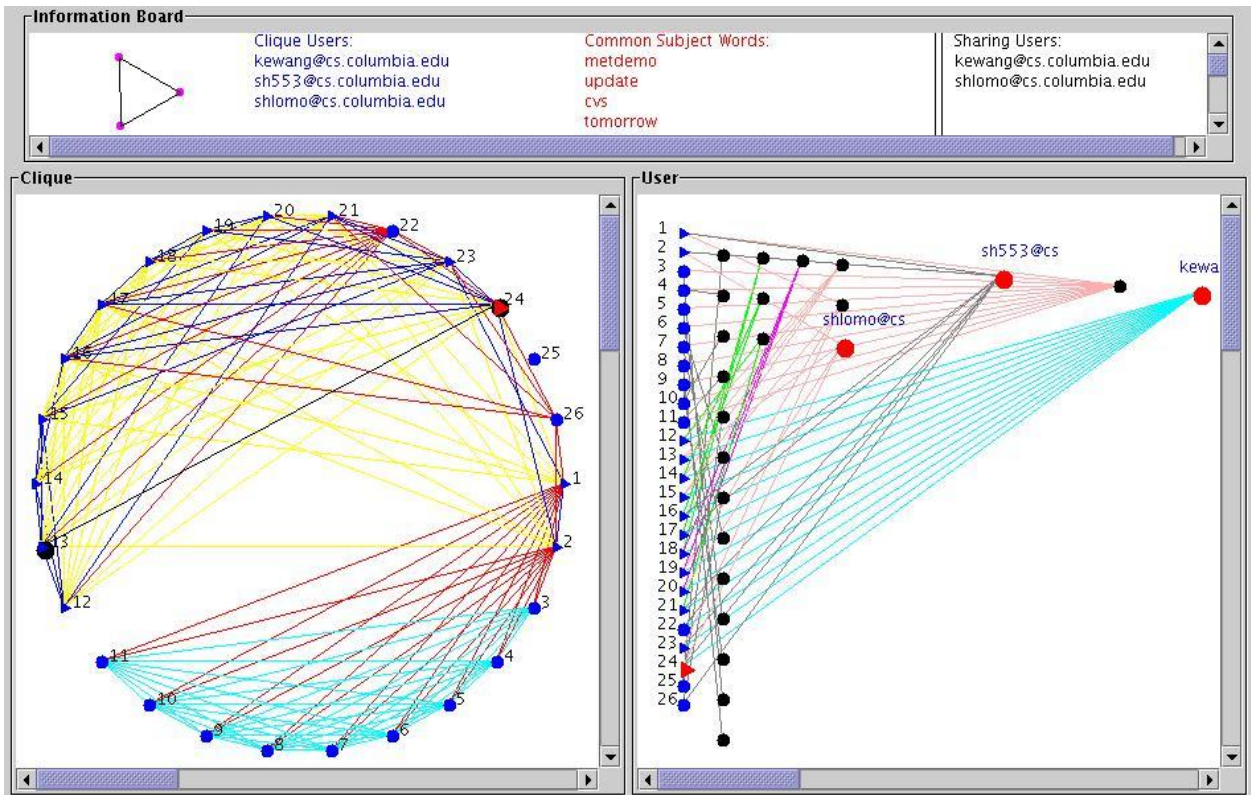 Information Board
Clique Users:
kewang@cs.columbia.edu
sh553@cs.columbia.edu
shlomo@cs.columbia.edu
Common Subject Words:
metdemo
update
cvs
tomorrow
Sharing Users:
kewang@cs.columbia.edu
shlomo@cs.columbia.edu
Clique
20
21
19
22
18
23
17
24
16
25
15
26
14
1
13
2
12
3
11
4
10
5
9
8
7
6
User
1
2
3
4
5
6
7
8
9
10
11
12
13
14
15
16
17
18
19
20
21
22
23
24
25
26
sh553@cs
kewa
shlomo@cs